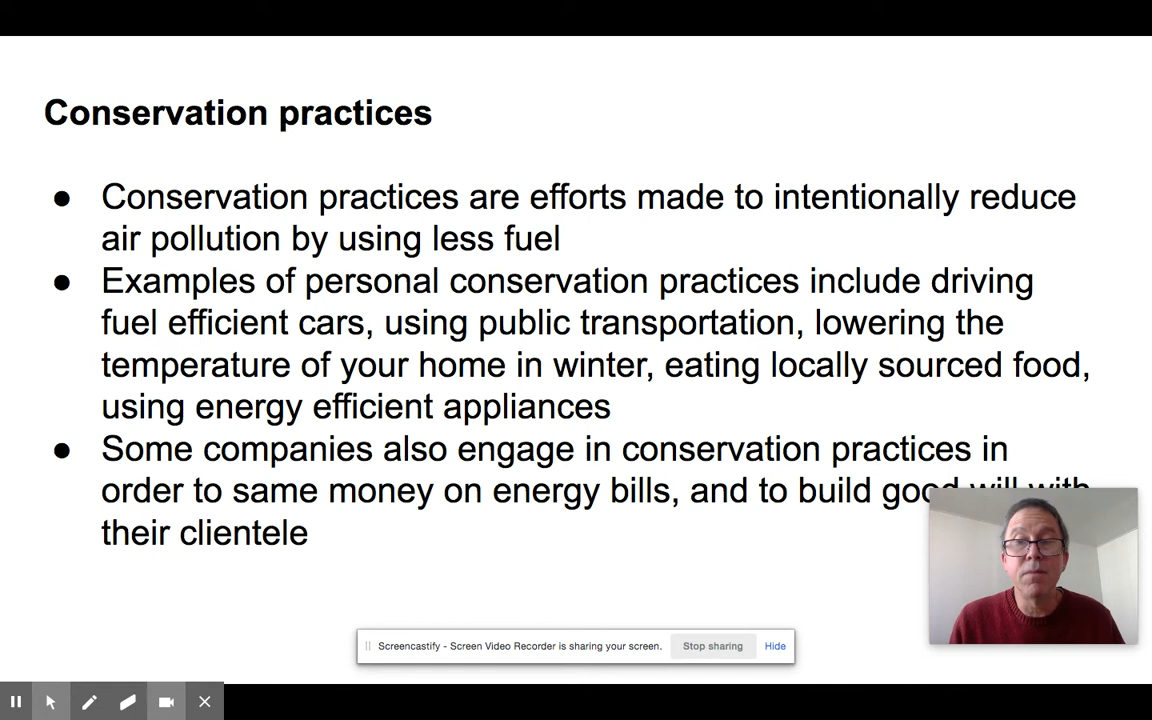 Conservation practices
● Conservation practices are efforts made to intentionally reduce
air pollution by using less fuel
● Examples of personal conservation practices include driving
fuel efficient cars, using public transportation, lowering the
temperature of your home in winter, eating locally sourced food,
using energy efficient appliances
● Some companies also engage in conservation practices in
order to same money on energy bills, and to build good will with
their clientele
Screencastify - Screen Video Recorder is sharing your screen. Stop sharing Hide